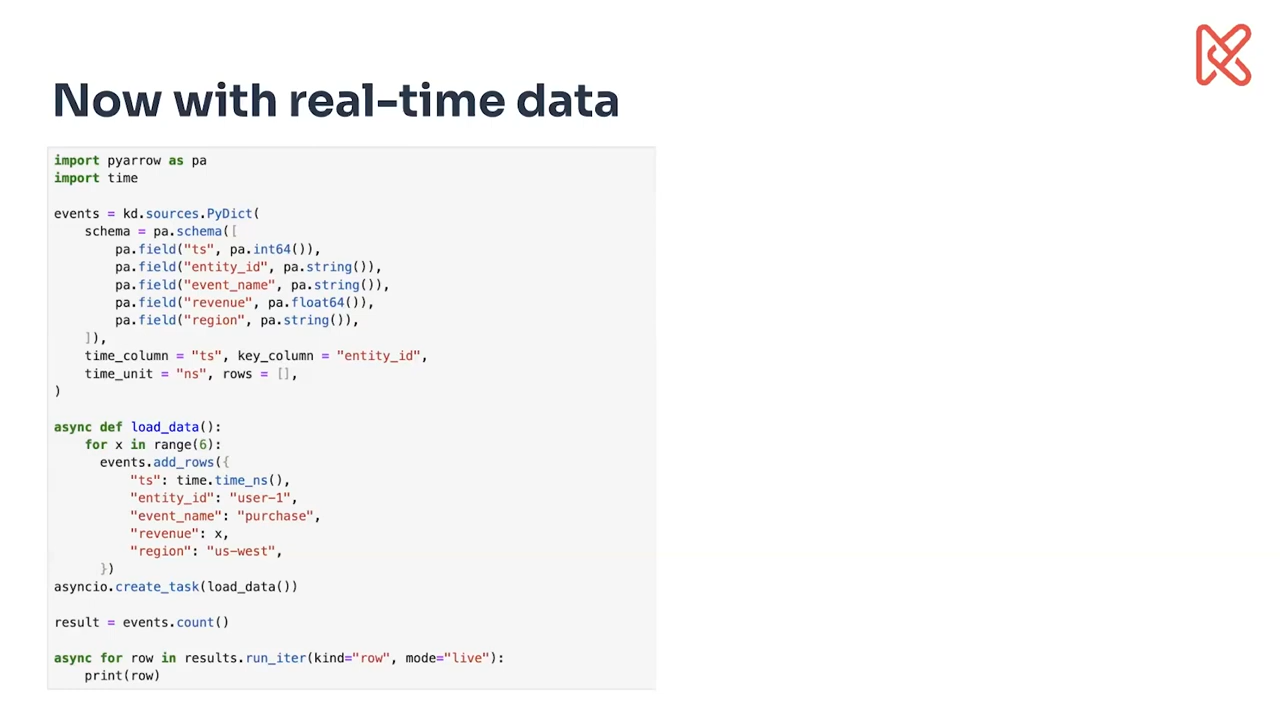 Now with real-time data
import pyarrow as pa
import time
events = kd.sources.PyDict(
    schema = pa.schema([
        pa.field("ts", pa.int64()),
        pa.field("entity_id", pa.string()),
        pa.field("event_name", pa.string()),
        pa.field("revenue", pa.float64()),
        pa.field("region", pa.string()),
    ]),
    time_column = "ts", key_column = "entity_id",
    time_unit = "ns", rows = [],
)
async def load_data():
    for x in range(6):
      events.add_rows({
          "ts": time.time_ns(),
          "entity_id": "user-1",
          "event_name": "purchase",
          "revenue": x,
          "region": "us-west",
      })
asyncio.create_task(load_data())
result = events.count()
async for row in results.run_iter(kind="row", mode="live"):
    print(row)